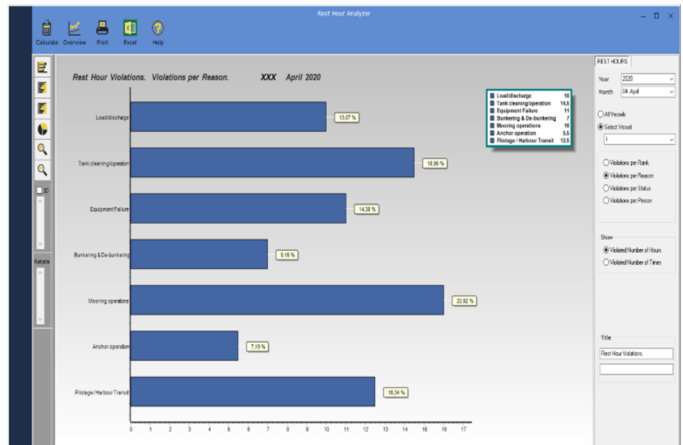 Rest Hour Analyzer
Calculate Overview Print Excel Help
REST HOURS
Year 2020
Month 04. April
All Vessels
Select Vessel
Violations per Rank
Violations per Reason
Violations per Status
Violations per Person
Show
Violated Number of Hours
Violated Number of Times
Title
Rest Hour Violations.
3D
Rotate
Rest Hour Violations. Violations per Reason. XXX April 2020
Load/discharge 10
Tank cleaning/operation 14,5
Equipment Failure 11
Bunkering & De-bunkering 7
Mooring operations 16
Anchor operation 5,5
Pilotage / Harbour Transit 12,5
Load/discharge 13,07 %
Tank cleaning/operation 18,95 %
Equipment Failure 14,38 %
Bunkering & De-bunkering 9,15 %
Mooring operations 20,92 %
Anchor operation 7,19 %
Pilotage / Harbour Transit 16,34 %
0 1 2 3 4 5 6 7 8 9 10 11 12 13 14 15 16 17